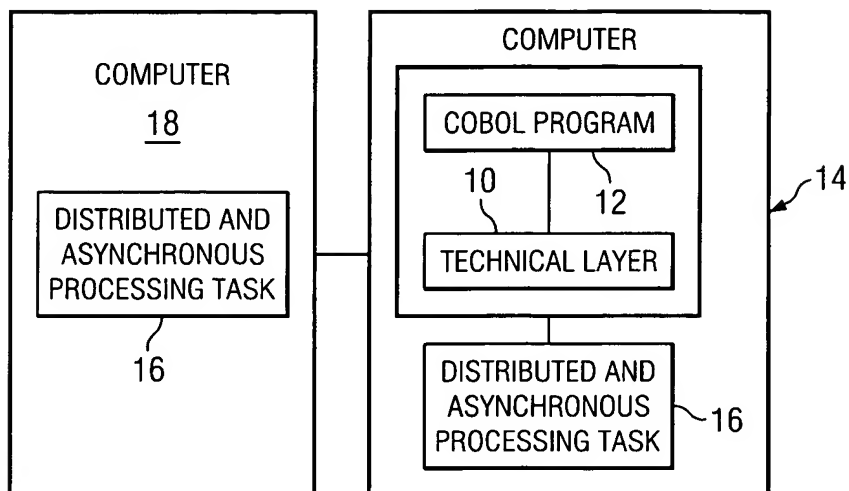 COMPUTER
18
DISTRIBUTED AND
ASYNCHRONOUS
PROCESSING TASK
16
COMPUTER
COBOL PROGRAM
10
12
14
TECHNICAL LAYER
DISTRIBUTED AND
ASYNCHRONOUS
PROCESSING TASK
16